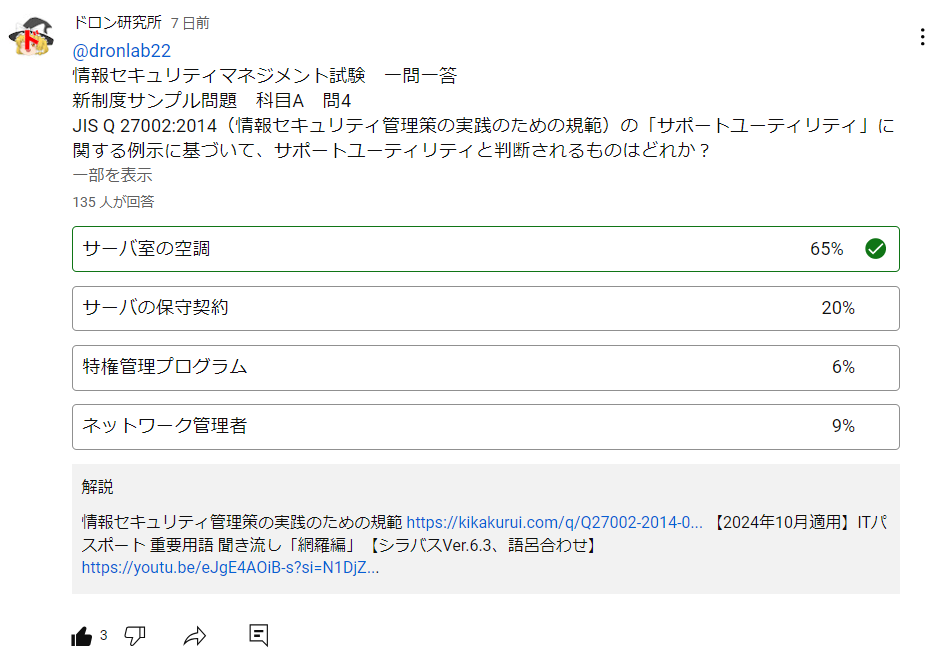 ドロン研究所 7 日前
@dronlab22
情報セキュリティマネジメント試験　一問一答
新制度サンプル問題　科目A　問4
JIS Q 27002:2014（情報セキュリティ管理策の実践のための規範）の「サポートユーティリティ」に
関する例示に基づいて、サポートユーティリティと判断されるものはどれか？
一部を表示
135 人が回答
サーバ室の空調 65%
サーバの保守契約 20%
特権管理プログラム 6%
ネットワーク管理者 9%
解説
情報セキュリティ管理策の実践のための規範 https://kikakurui.com/q/Q27002-2014-0... 【2024年10月適用】ITパ
スポート 重要用語 聞き流し「網羅編」【シラバスVer.6.3、語呂合わせ】
https://youtu.be/eJgE4AOiB-s?si=N1DjZ...
3